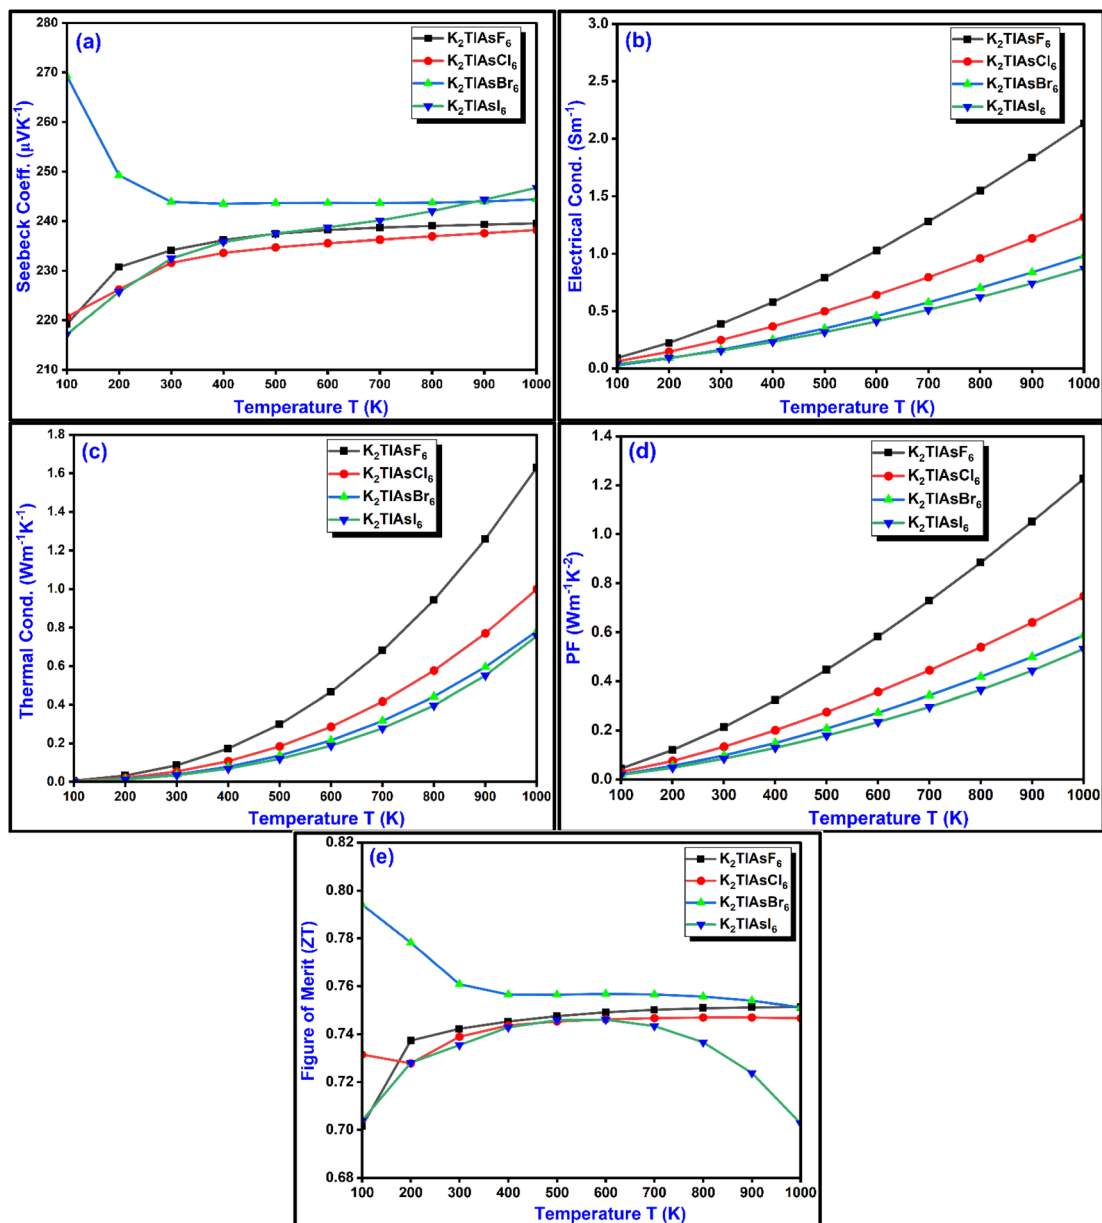 (a)
K₂TlAsF₆
K₂TlAsCl₆
K₂TlAsBr₆
K₂TlAsI₆
Seebeck Coeff. (μVK⁻¹)
280
270
260
250
240
230
220
210
100 200 300 400 500 600 700 800 900 1000
Temperature T (K)
(b)
K₂TlAsF₆
K₂TlAsCl₆
K₂TlAsBr₆
K₂TlAsI₆
Electrical Cond. (Sm⁻¹)
3.0
2.5
2.0
1.5
1.0
0.5
0.0
100 200 300 400 500 600 700 800 900 1000
Temperature T (K)
(c)
K₂TlAsF₆
K₂TlAsCl₆
K₂TlAsBr₆
K₂TlAsI₆
Thermal Cond. (Wm⁻¹K⁻¹)
1.8
1.6
1.4
1.2
1.0
0.8
0.6
0.4
0.2
0.0
100 200 300 400 500 600 700 800 900 1000
Temperature T (K)
(d)
K₂TlAsF₆
K₂TlAsCl₆
K₂TlAsBr₆
K₂TlAsI₆
PF (Wm⁻¹K⁻²)
1.4
1.2
1.0
0.8
0.6
0.4
0.2
0.0
100 200 300 400 500 600 700 800 900 1000
Temperature T (K)
(e)
K₂TlAsF₆
K₂TlAsCl₆
K₂TlAsBr₆
K₂TlAsI₆
Figure of Merit (ZT)
0.82
0.80
0.78
0.76
0.74
0.72
0.70
0.68
100 200 300 400 500 600 700 800 900 1000
Temperature T (K)